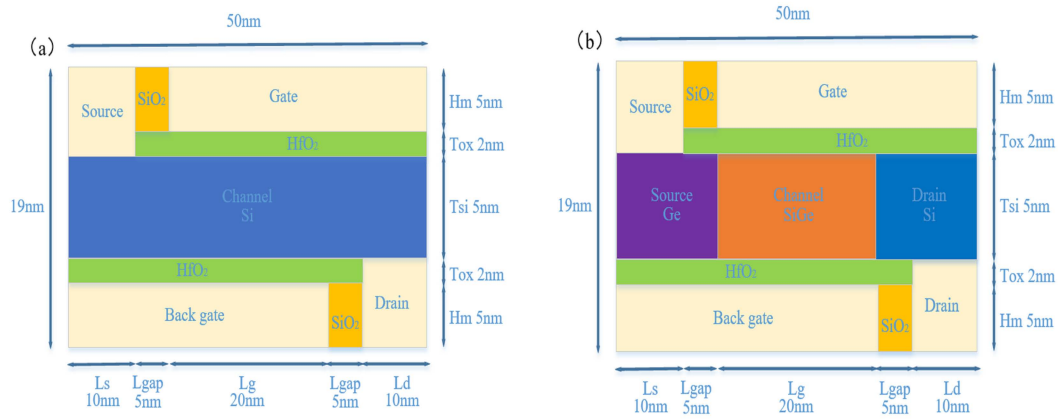 (a)
50nm
Source
SiO2
Gate
HfO2
Channel
Si
HfO2
Back gate
SiO2
Drain
19nm
Hm 5nm
Tox 2nm
Tsi 5nm
Tox 2nm
Hm 5nm
Ls
10nm
Lgap
5nm
Lg
20nm
Lgap
5nm
Ld
10nm
(b)
50nm
Source
SiO2
Gate
HfO2
Source
Ge
Channel
SiGe
Drain
Si
HfO2
Back gate
SiO2
Drain
19nm
Hm 5nm
Tox 2nm
Tsi 5nm
Tox 2nm
Hm 5nm
Ls
10nm
Lgap
5nm
Lg
20nm
Lgap
5nm
Ld
10nm